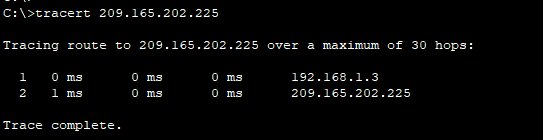 C:\>tracert 209.165.202.225
Tracing route to 209.165.202.225 over a maximum of 30 hops:
1 0 ms 0 ms 0 ms 192.168.1.3
2 1 ms 0 ms 0 ms 209.165.202.225
Trace complete.